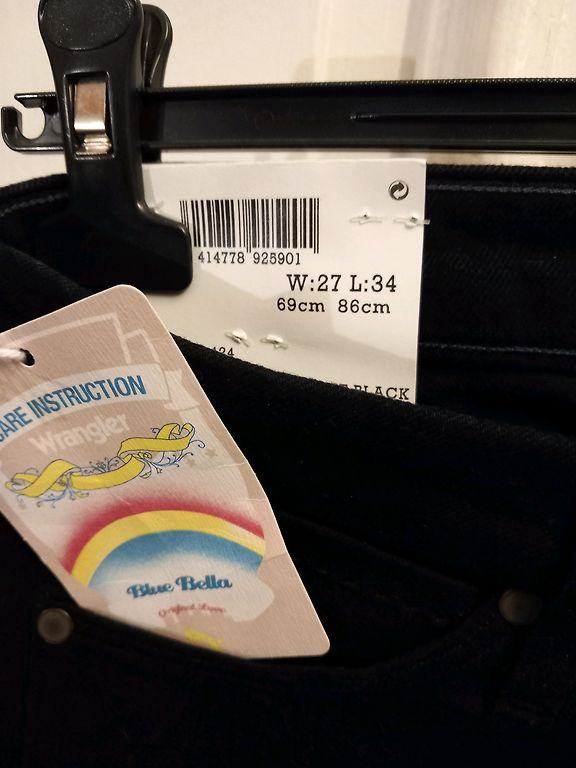 414778 925901
W:27 L:34
69cm 86cm
BLACK
CARE INSTRUCTION
Wrangler
Blue Bella